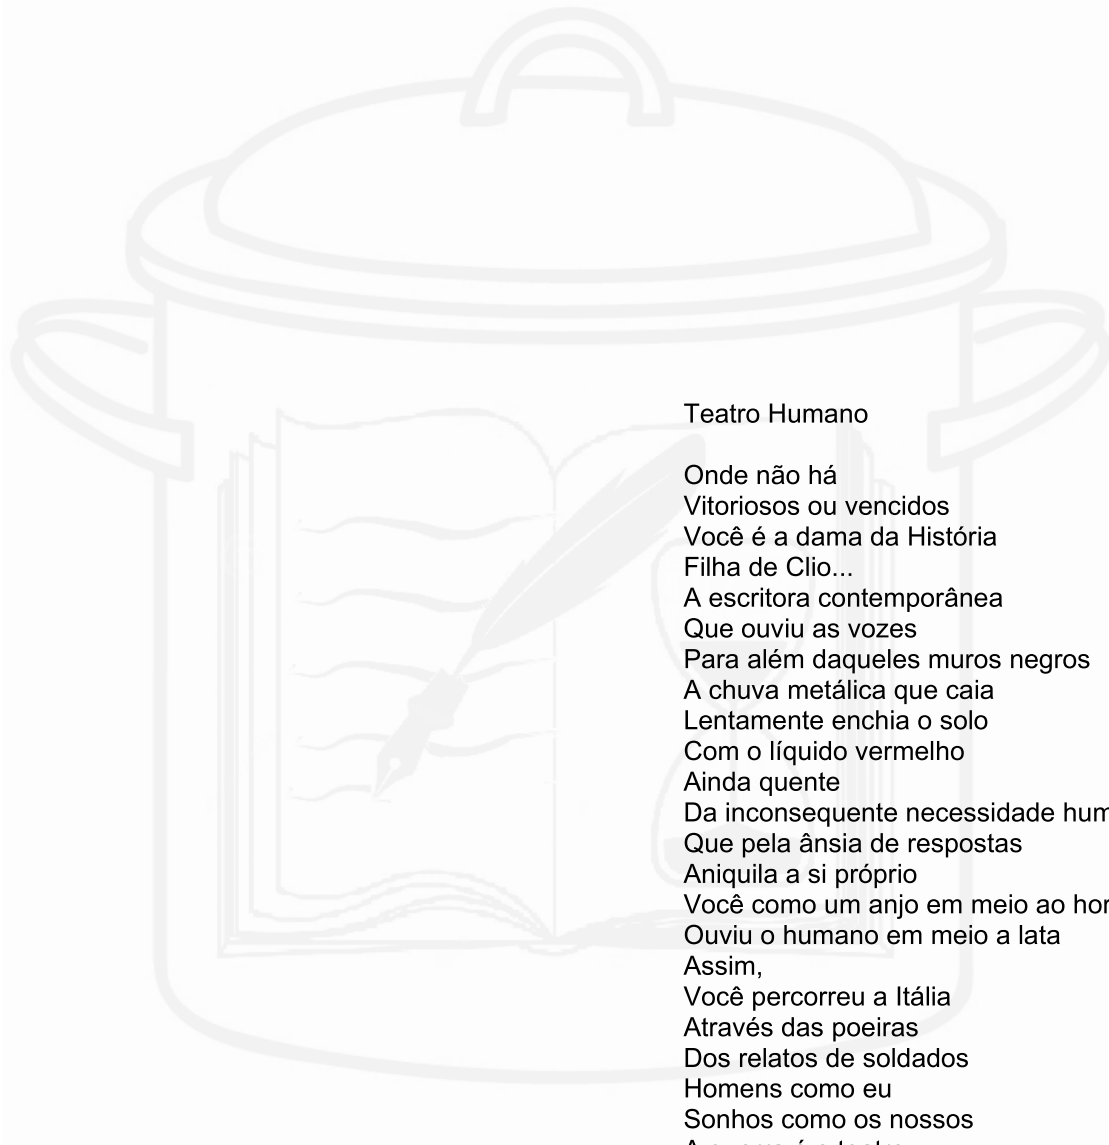 Teatro Humano
Onde não há
Vitoriosos ou vencidos
Você é a dama da História
Filha de Clio...
A escritora contemporânea
Que ouviu as vozes
Para além daqueles muros negros
A chuva metálica que caia
Lentamente enchia o solo
Com o líquido vermelho
Ainda quente
Da inconsequente necessidade hum
Que pela ânsia de respostas
Aniquila a si próprio
Você como um anjo em meio ao hor
Ouviu o humano em meio a lata
Assim,
Você percorreu a Itália
Através das poeiras
Dos relatos de soldados
Homens como eu
Sonhos como os nossos